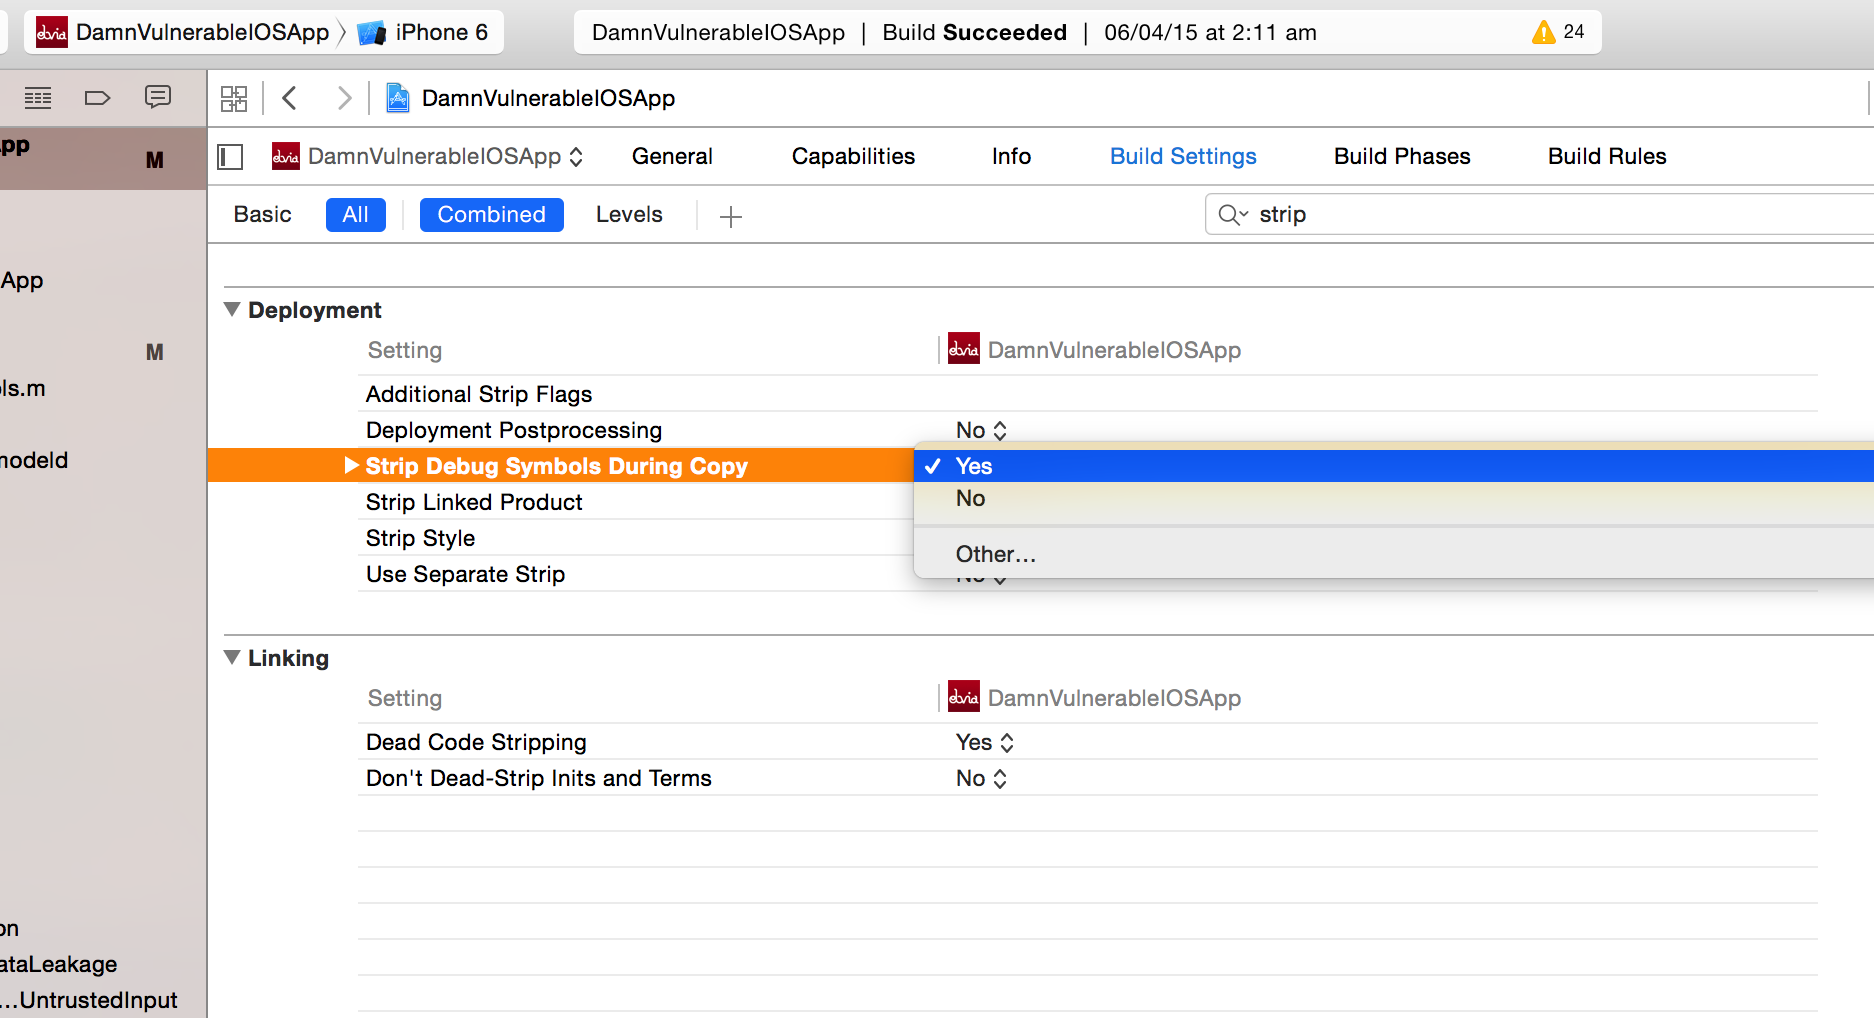 DamnVulnerableIOSApp iPhone 6 DamnVulnerableIOSApp | Build Succeeded | 06/04/15 at 2:11 am 24
DamnVulnerableIOSApp
pp M
DamnVulnerableIOSApp General Capabilities Info Build Settings Build Phases Build Rules
Basic All Combined Levels + strip
App
Deployment
Setting DamnVulnerableIOSApp
M
ls.m
Additional Strip Flags
Deployment Postprocessing No
modeld
Strip Debug Symbols During Copy Yes
Strip Linked Product No
Strip Style
Other...
Use Separate Strip No
Linking
Setting DamnVulnerableIOSApp
Dead Code Stripping Yes
Don't Dead-Strip Inits and Terms No
on
ataLeakage
...UntrustedInput